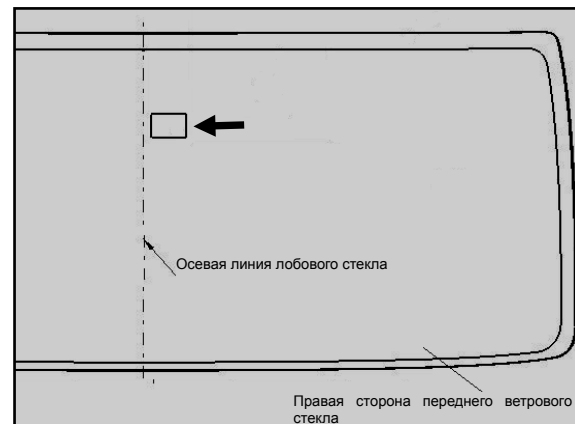 Осевая линия лобового стекла
Правая сторона переднего ветрового
стекла